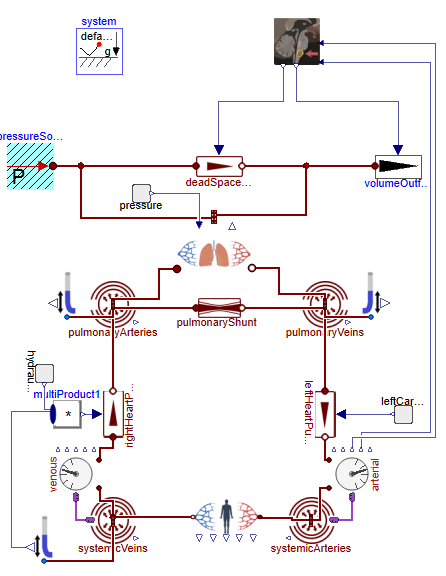 system
defa...
g
pressureSo...
P
deadSpace...
volumeOutf...
pressure
pulmonaryArteries
pulmonaryShunt
pulmonaryVeins
hydrau...
multiProduct1
*
rightHeartP...
leftHeartPu...
leftCar...
venous
arterial
systemicVeins
systemicArteries